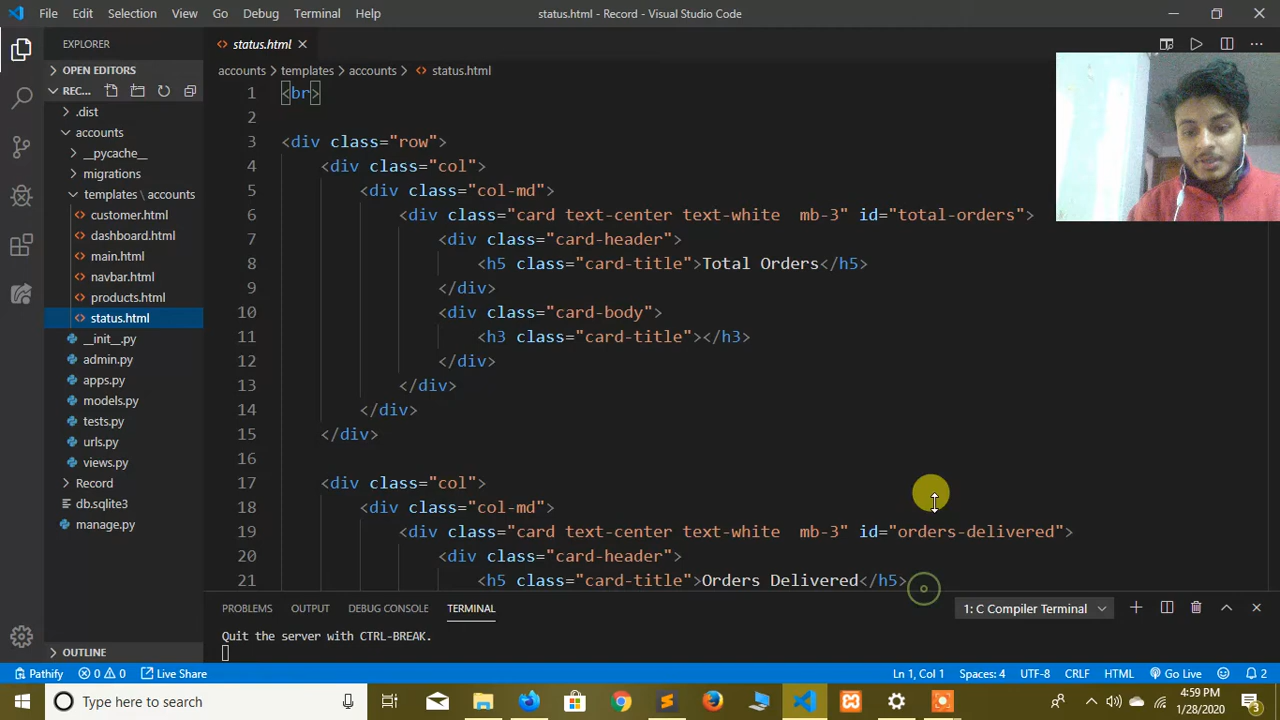 File Edit Selection View Go Debug Terminal Help
status.html - Record - Visual Studio Code
EXPLORER
OPEN EDITORS
REC...
.dist
accounts
__pycache__
migrations
templates \ accounts
customer.html
dashboard.html
main.html
navbar.html
products.html
status.html
__init__.py
admin.py
apps.py
models.py
tests.py
urls.py
views.py
Record
db.sqlite3
manage.py
OUTLINE
status.html
accounts > templates > accounts > status.html
1 <br>
2
3 <div class="row">
4 <div class="col">
5 <div class="col-md">
6 <div class="card text-center text-white  mb-3" id="total-orders">
7 <div class="card-header">
8 <h5 class="card-title">Total Orders</h5>
9 </div>
10 <div class="card-body">
11 <h3 class="card-title"></h3>
12 </div>
13 </div>
14 </div>
15 </div>
16
17 <div class="col">
18 <div class="col-md">
19 <div class="card text-center text-white  mb-3" id="orders-delivered">
20 <div class="card-header">
21 <h5 class="card-title">Orders Delivered</h5>
PROBLEMS OUTPUT DEBUG CONSOLE TERMINAL
1: C Compiler Terminal
Quit the server with CTRL-BREAK.
Pathify 0 0 Live Share
Ln 1, Col 1 Spaces: 4 UTF-8 CRLF HTML Go Live 2
Type here to search
4:59 PM
1/28/2020
3